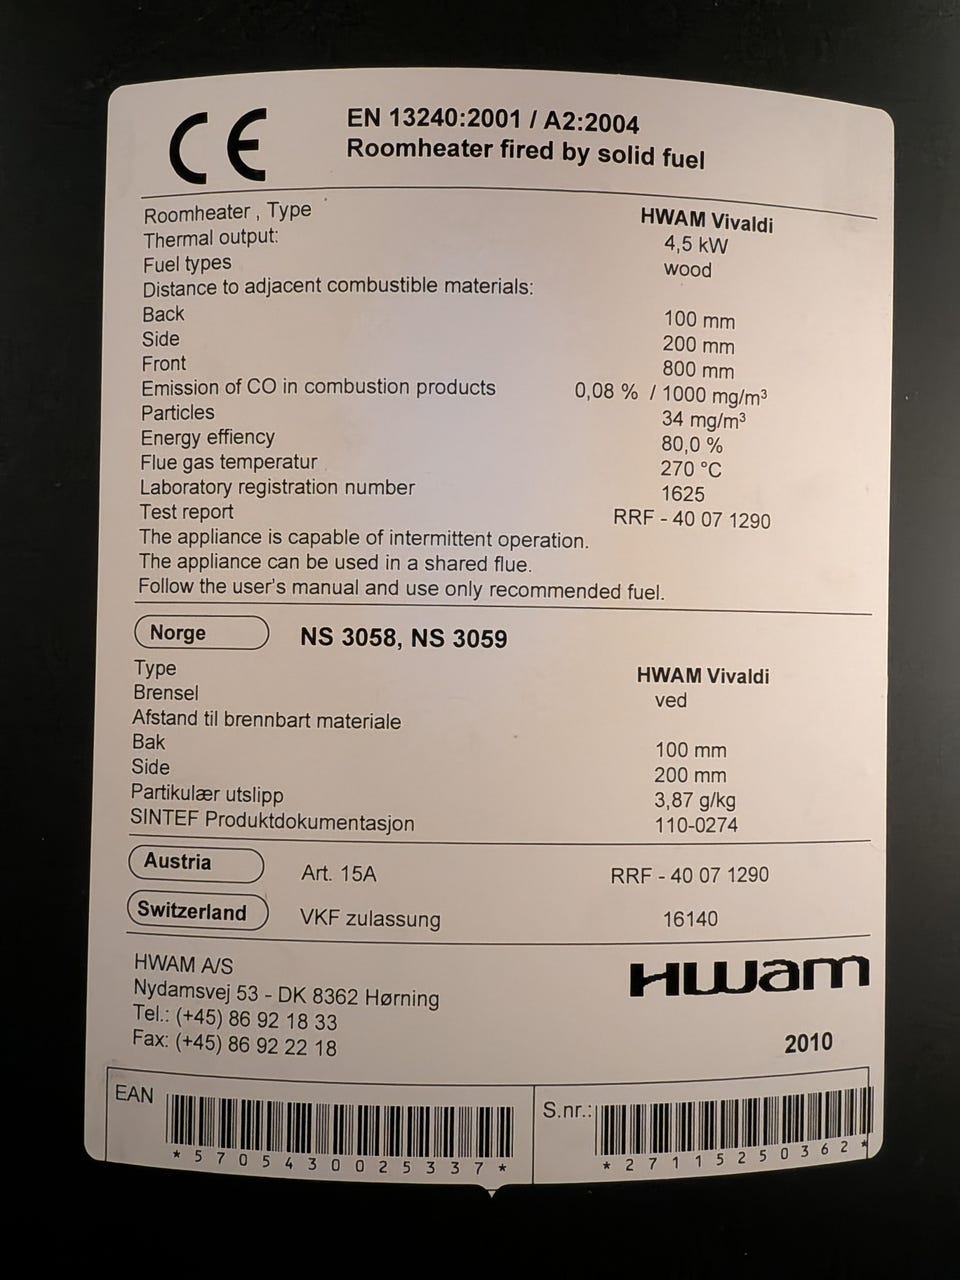 CE
EN 13240:2001 / A2:2004
Roomheater fired by solid fuel
Roomheater , Type HWAM Vivaldi
Thermal output: 4,5 kW
Fuel types wood
Distance to adjacent combustible materials:
Back 100 mm
Side 200 mm
Front 800 mm
Emission of CO in combustion products 0,08 % / 1000 mg/m³
Particles 34 mg/m³
Energy effiency 80,0 %
Flue gas temperatur 270 °C
Laboratory registration number 1625
Test report RRF - 40 07 1290
The appliance is capable of intermittent operation.
The appliance can be used in a shared flue.
Follow the user's manual and use only recommended fuel.
Norge NS 3058, NS 3059
Type HWAM Vivaldi
Brensel ved
Afstand til brennbart materiale
Bak 100 mm
Side 200 mm
Partikulær utslipp 3,87 g/kg
SINTEF Produktdokumentasjon 110-0274
Austria Art. 15A RRF - 40 07 1290
Switzerland VKF zulassung 16140
HWAM A/S
Nydamsvej 53 - DK 8362 Hørning
Tel.: (+45) 86 92 18 33
Fax: (+45) 86 92 22 18
Hwam
2010
EAN
*5705430025337*
S.nr.:
*27115250362*